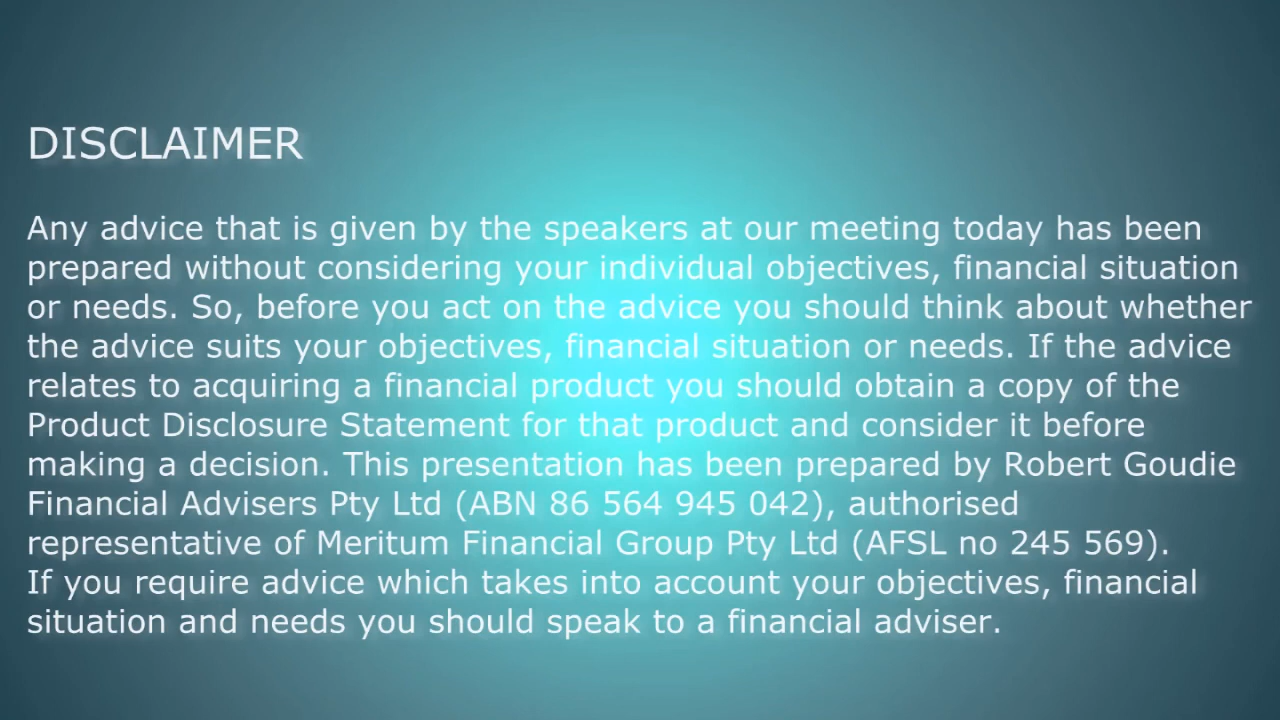 DISCLAIMER
Any advice that is given by the speakers at our meeting today has been
prepared without considering your individual objectives, financial situation
or needs. So, before you act on the advice you should think about whether
the advice suits your objectives, financial situation or needs. If the advice
relates to acquiring a financial product you should obtain a copy of the
Product Disclosure Statement for that product and consider it before
making a decision. This presentation has been prepared by Robert Goudie
Financial Advisers Pty Ltd (ABN 86 564 945 042), authorised
representative of Meritum Financial Group Pty Ltd (AFSL no 245 569).
If you require advice which takes into account your objectives, financial
situation and needs you should speak to a financial adviser.